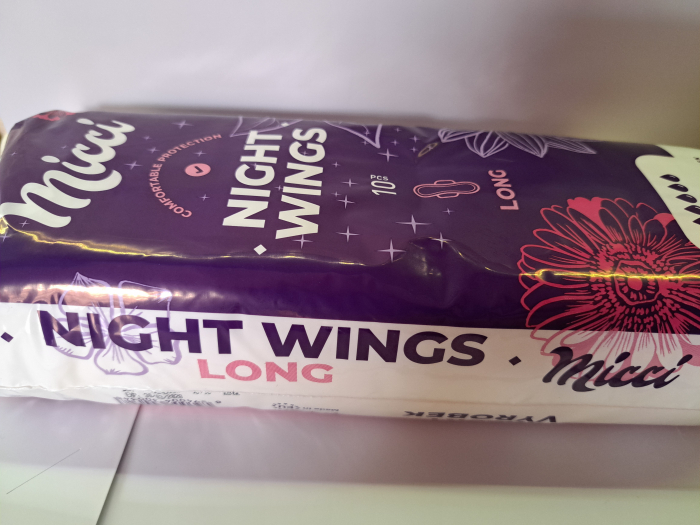 Micci
COMFORTABLE PROTECTION
NIGHT
WINGS
10 PCS
LONG
NIGHT WINGS
LONG
Micci
VÝROBEK